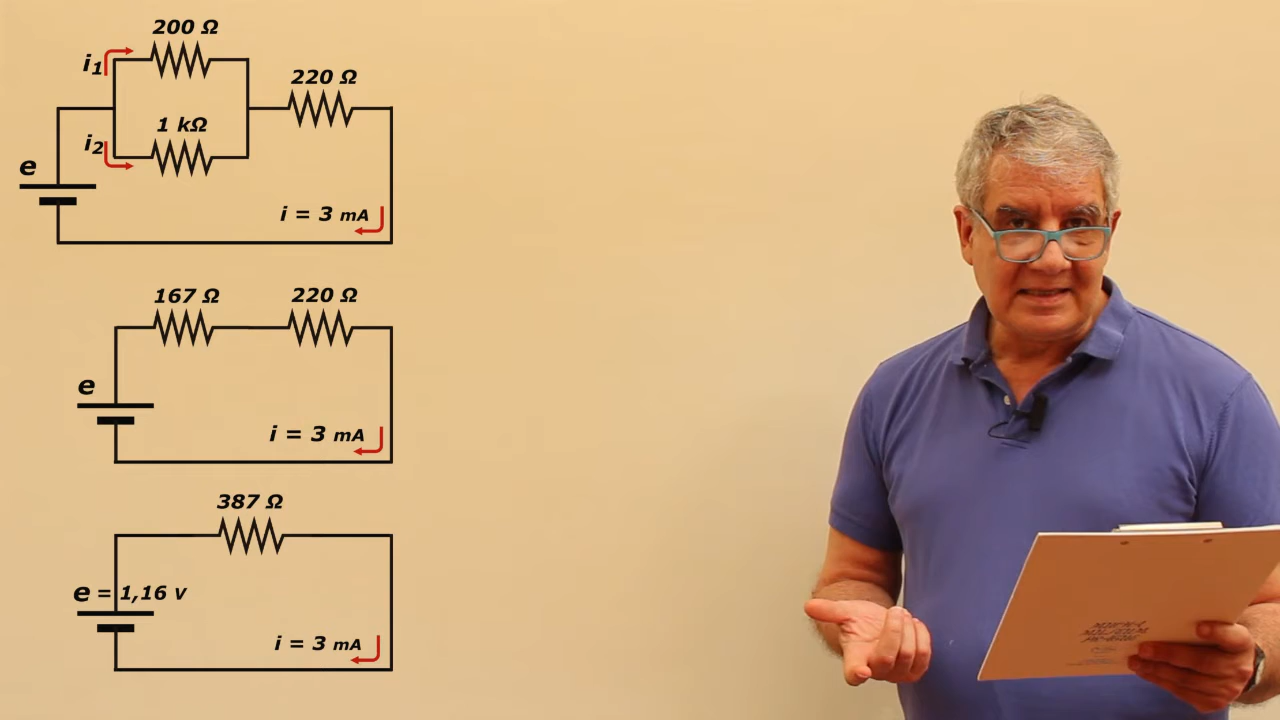 200 Ω
i1
220 Ω
1 kΩ
i2
e
i = 3 mA
167 Ω
220 Ω
e
i = 3 mA
387 Ω
e = 1,16 V
i = 3 mA